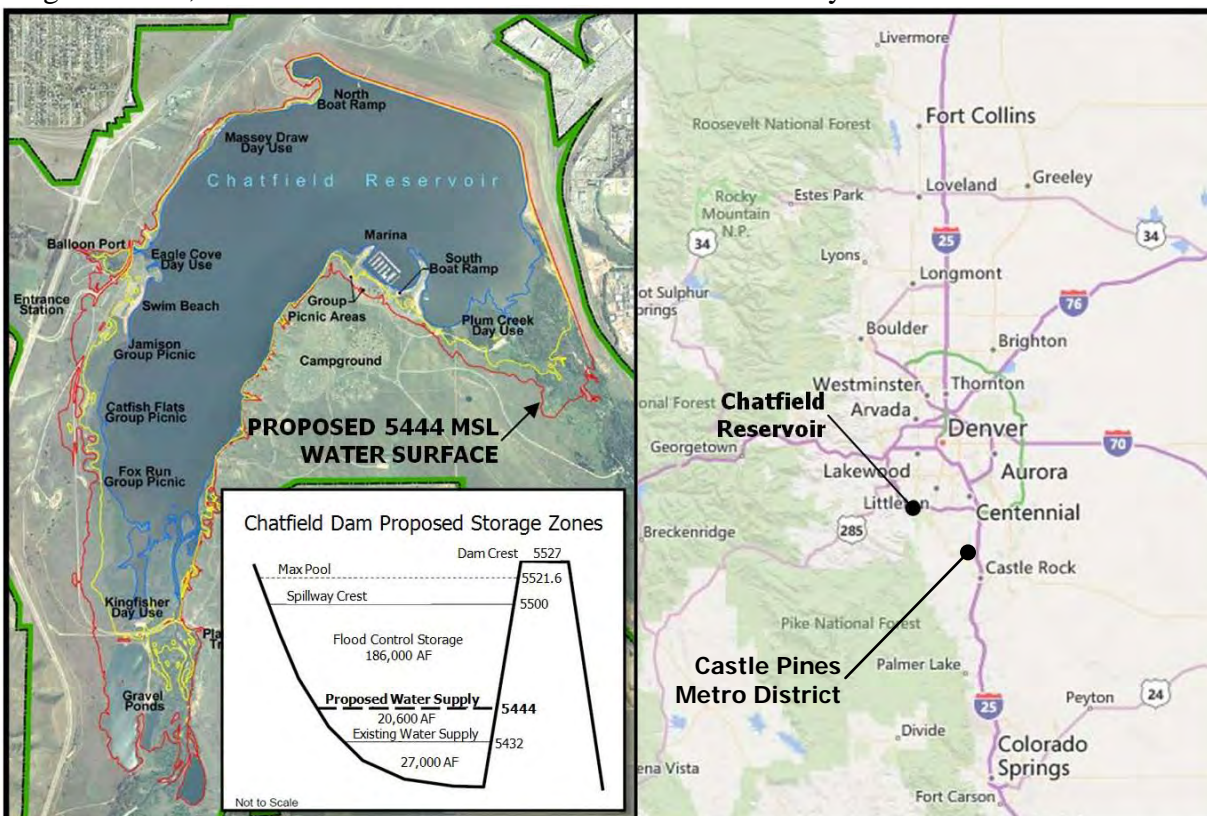 North
Boat Ramp
Massey Draw
Day Use
Chatfield Reservoir
Balloon Port
Eagle Cove
Day Use
Marina
South
Boat Ramp
Entrance
Station
Swim Beach
Group
Picnic Areas
Plum Creek
Day Use
Jamison
Group Picnic
Campground
Catfish Flats
Group Picnic
PROPOSED 5444 MSL
WATER SURFACE
Fox Run
Group Picnic
Kingfisher
Day Use
Gravel
Ponds
Chatfield Dam Proposed Storage Zones
Dam Crest 5527
Max Pool
5521.6
Spillway Crest
5500
Flood Control Storage
186,000 AF
Proposed Water Supply
5444
20,600 AF
Existing Water Supply
5432
27,000 AF
Not to Scale
Livermore
Fort Collins
Roosevelt National Forest
Loveland
Greeley
Estes Park
Rocky
Mountain
N.P.
34
25
34
Lyons
Longmont
Sulphur
76
Boulder
Brighton
Westminster
Thornton
Chatfield
Reservoir
Arvada
Denver
Forest
70
Georgetown
Lakewood
Aurora
Centennial
285
Breckenridge
Castle Rock
Pike National Forest
Castle Pines
Metro District
Palmer Lake
25
Peyton
24
Divide
Colorado
Springs
Vista
Fort Carson